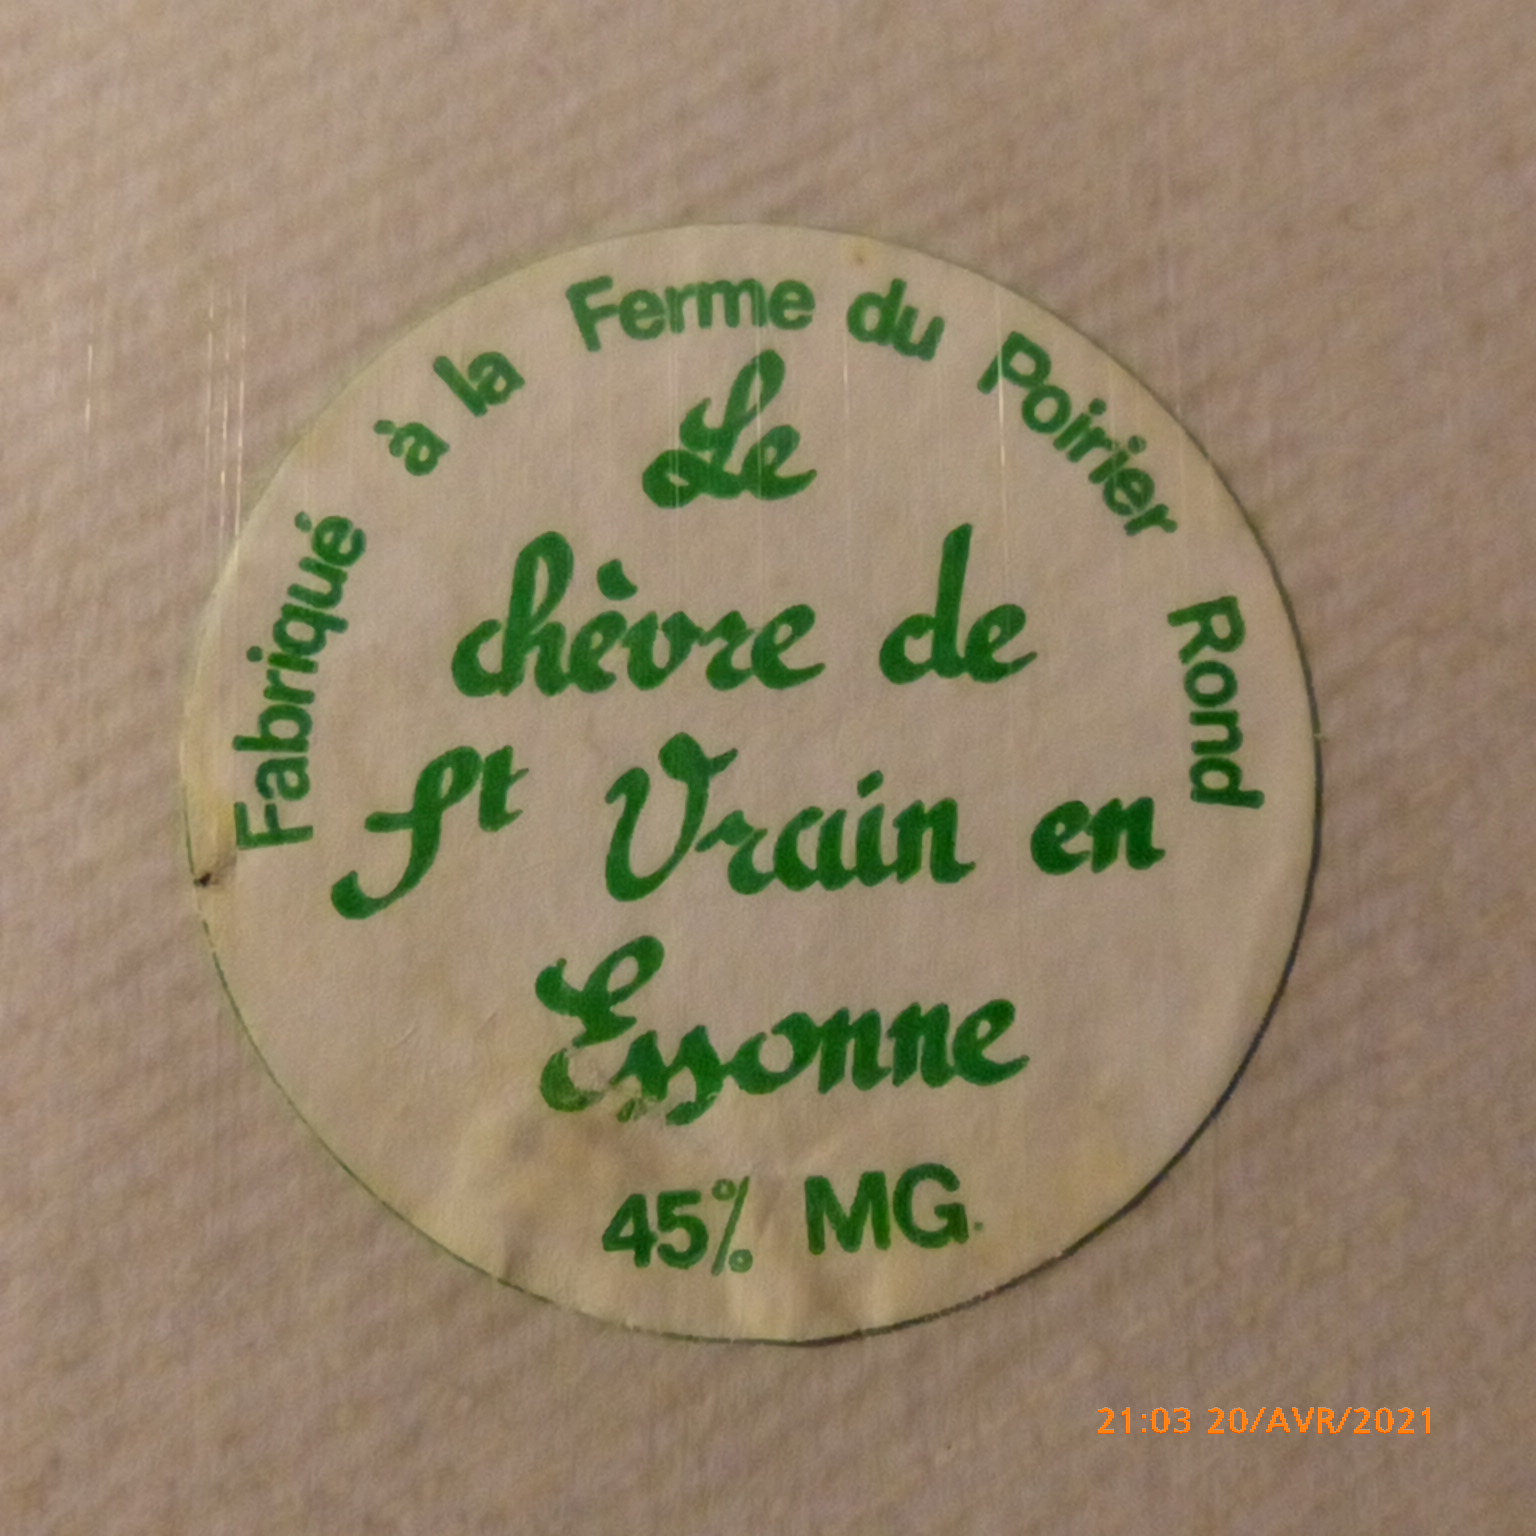 Fabriqué à la Ferme du Poirier Rond
Le
chèvre de
St Vrain en
Essonne
45% MG.
21:03 20/AVR/2021